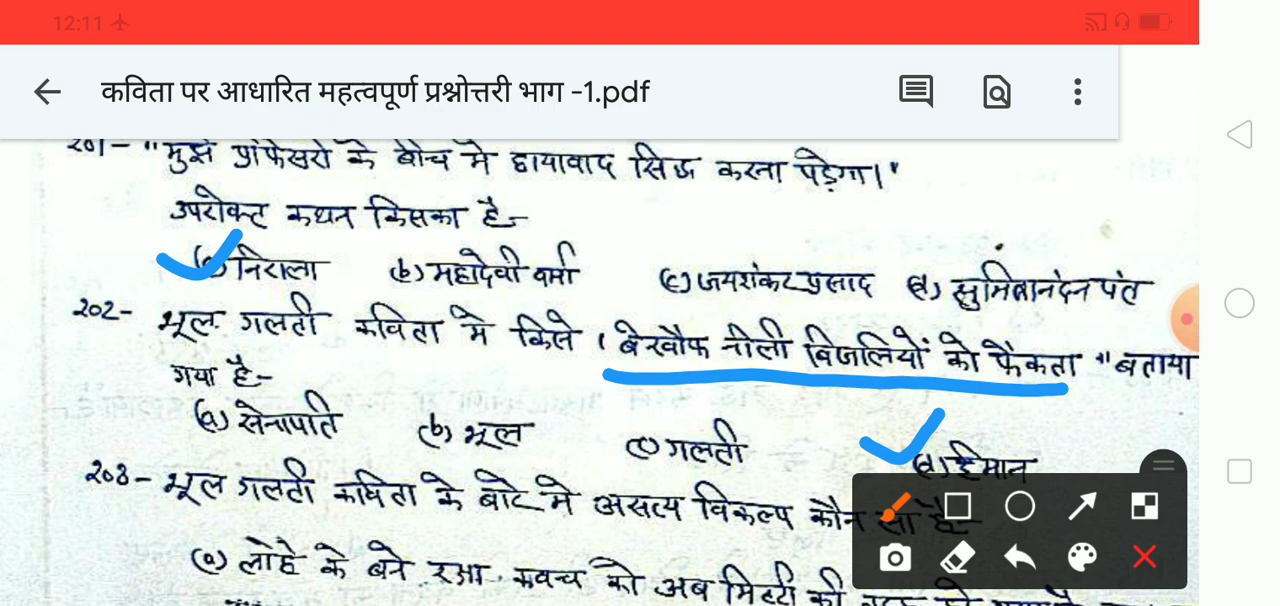 12:11
कविता पर आधारित महत्वपूर्ण प्रश्नोत्तरी भाग -1.pdf
201- "मुझे प्रोफेसरों के बीच में छायावाद सिद्ध करना पड़ेगा।"
उपरोक्त कथन किसका है-
निराला (b) महादेवी वर्मा (c) जयशंकर प्रसाद (d) सुमित्रानंदन पंत
202- भूल गलती कविता में किसे "बेखौफ नीली बिजलियों को फैंकता" बताया
गया है:-
(a) सेनापति (b) भूल (c) गलती (d) ईमान
203- भूल गलती कविता के बारे में असत्य विकल्प कौन सा है-
(a) लोहे के बने रक्षा कवच को अब मिट्टी की